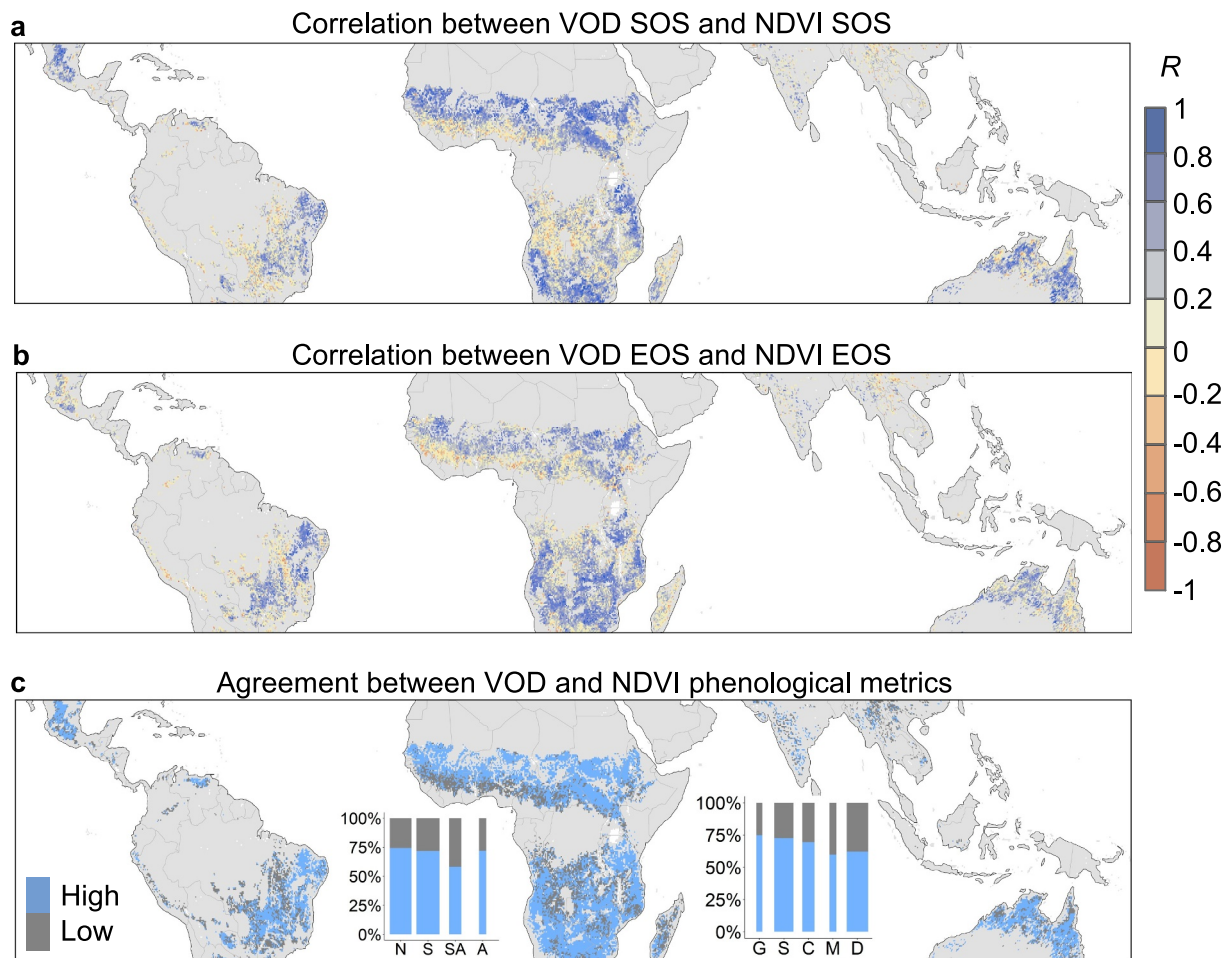 a Correlation between VOD SOS and NDVI SOS
R
1
0.8
0.6
0.4
0.2
0
-0.2
-0.4
-0.6
-0.8
-1
b Correlation between VOD EOS and NDVI EOS
c Agreement between VOD and NDVI phenological metrics
High
Low
100%
75%
50%
25%
0%
N S SA A
100%
75%
50%
25%
0%
G S C M D